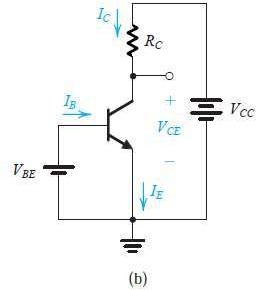 I_C
R_C
I_B
+
V_CE
−
V_CC
V_BE
I_E
(b)